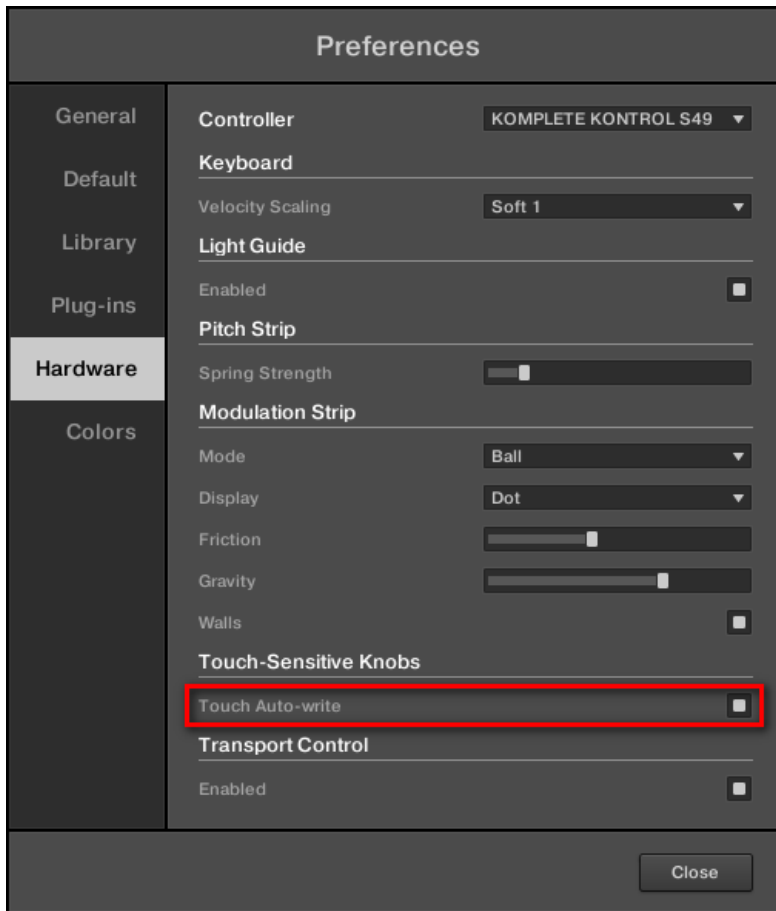 Preferences
General
Default
Library
Plug-ins
Hardware
Colors
Controller KOMPLETE KONTROL S49
Keyboard
Velocity Scaling Soft 1
Light Guide
Enabled
Pitch Strip
Spring Strength
Modulation Strip
Mode Ball
Display Dot
Friction
Gravity
Walls
Touch-Sensitive Knobs
Touch Auto-write
Transport Control
Enabled
Close